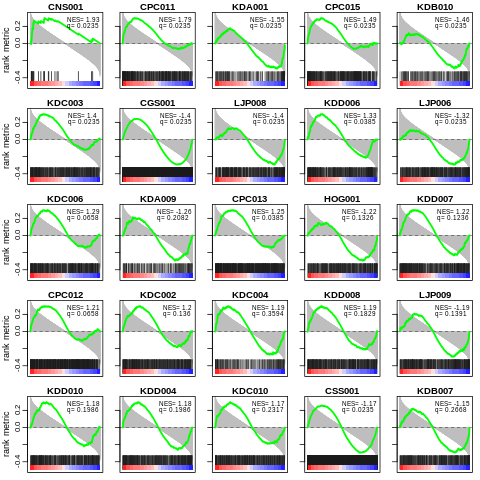 CNS001 CPC011 KDA001 CPC015 KDB010
NES= 1.93 NES= 1.79 NES= -1.55 NES= 1.49 NES= -1.46
q= 0.0235 q= 0.0235 q= 0.0235 q= 0.0235 q= 0.0235
rank metric
0.2
0.0
-0.4
KDC003 CGS001 LJP008 KDD006 LJP006
NES= 1.4 NES= -1.4 NES= -1.4 NES= 1.33 NES= -1.32
q= 0.0235 q= 0.0235 q= 0.0235 q= 0.0385 q= 0.0235
rank metric
0.2
0.0
-0.4
KDC006 KDA009 CPC013 HOG001 KDD007
NES= 1.29 NES= -1.26 NES= 1.25 NES= -1.22 NES= 1.22
q= 0.0658 q= 0.2082 q= 0.0385 q= 0.1326 q= 0.1236
rank metric
0.2
0.0
-0.4
CPC012 KDC002 KDC004 KDD008 LJP009
NES= 1.21 NES= 1.2 NES= 1.19 NES= 1.19 NES= -1.19
q= 0.0658 q= 0.136 q= 0.3594 q= 0.1829 q= 0.1391
rank metric
0.2
0.0
-0.4
KDD010 KDD004 KDC010 CSS001 KDB007
NES= 1.18 NES= 1.18 NES= 1.17 NES= -1.17 NES= -1.15
q= 0.1986 q= 0.1986 q= 0.2317 q= 0.0235 q= 0.2668
rank metric
0.2
0.0
-0.4